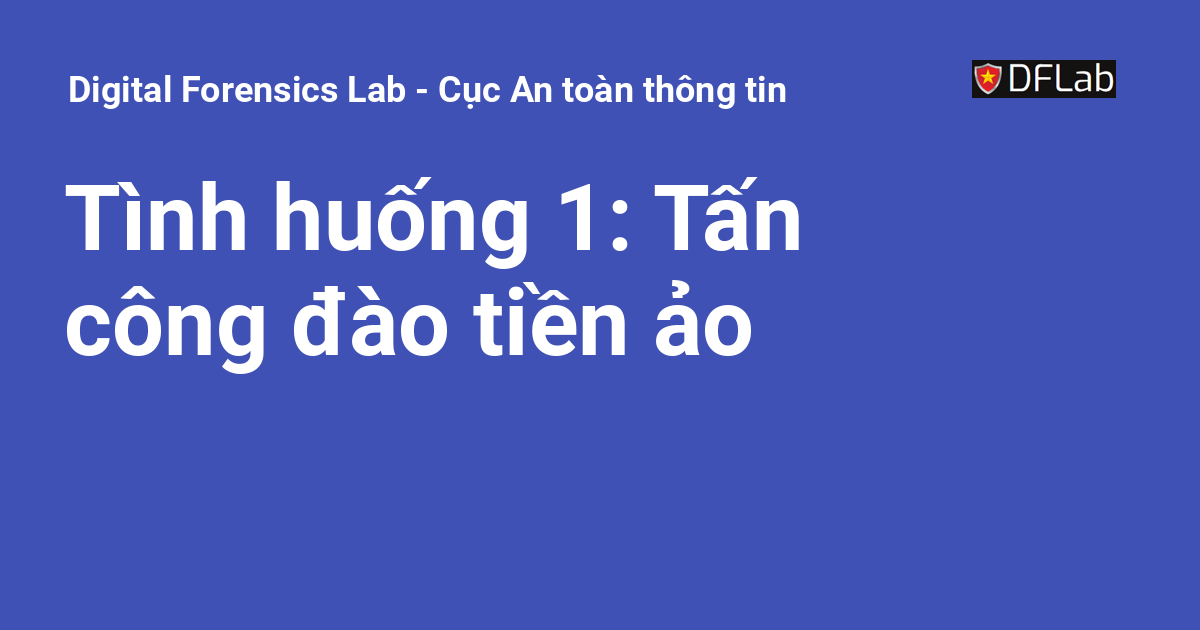 Digital Forensics Lab - Cục An toàn thông tin
DFLab
Tình huống 1: Tấn
công đào tiền ảo